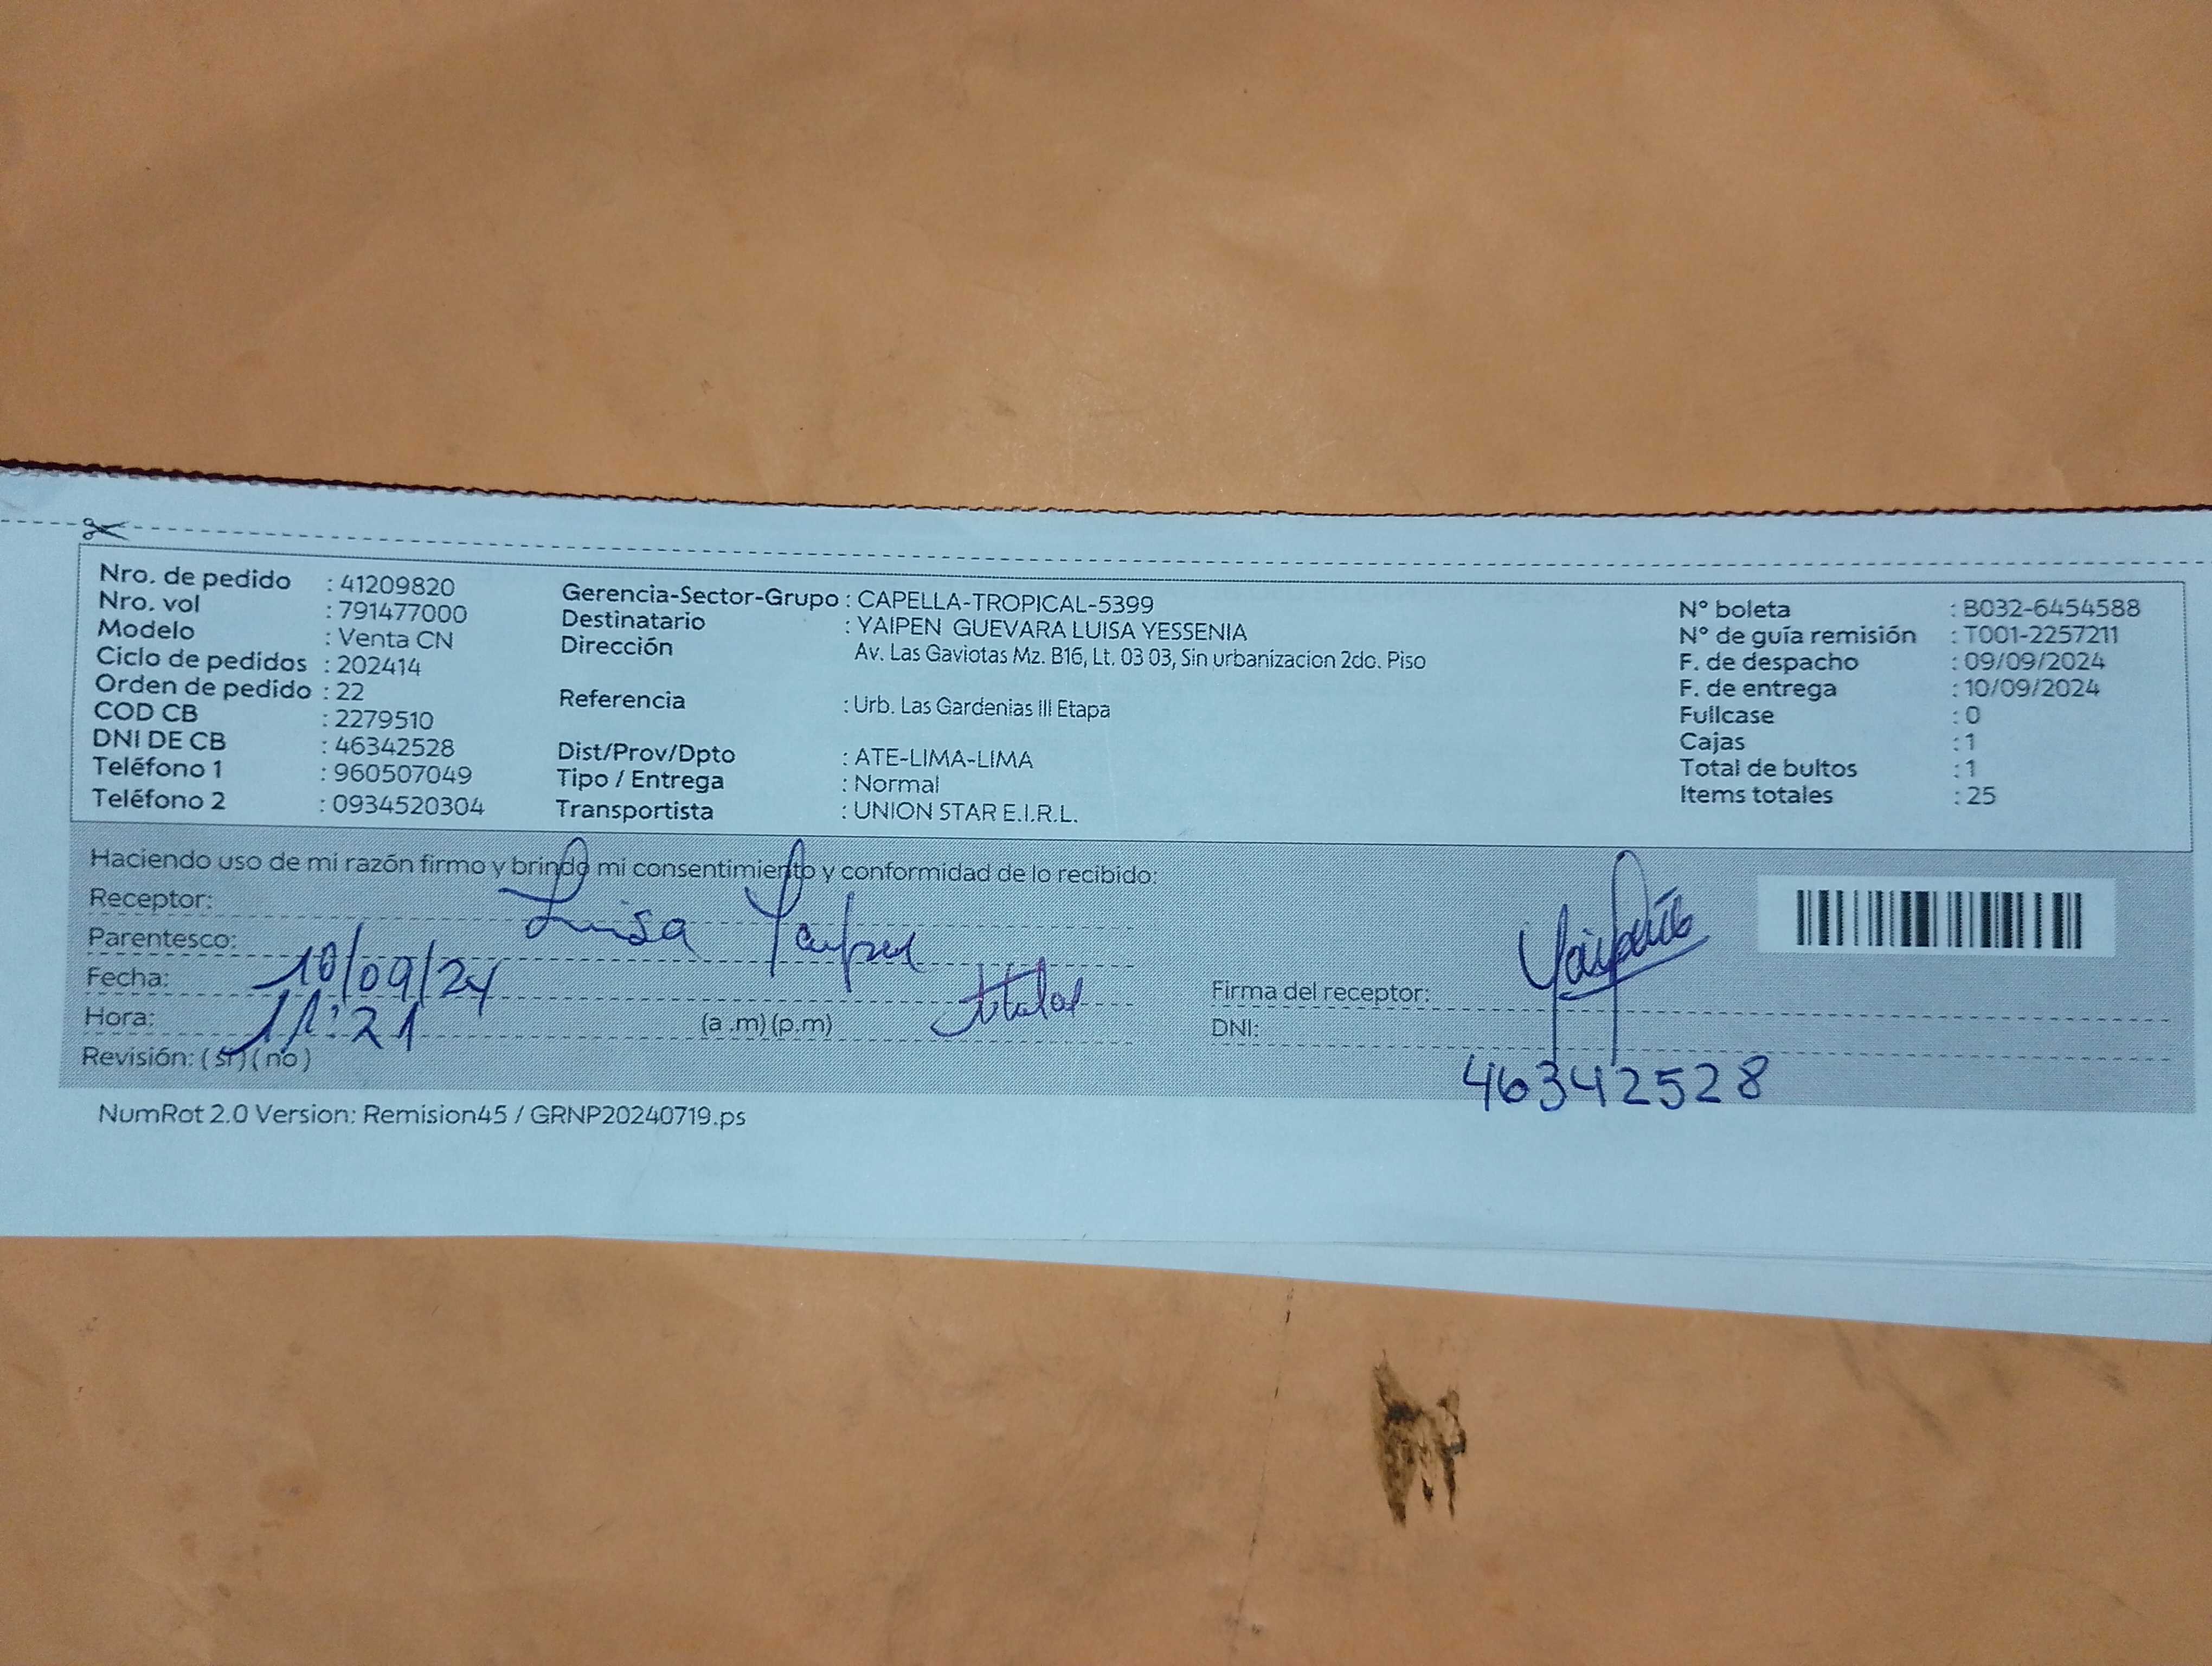 Nro. de pedido : 41209820
Nro. vol : 791477000
Modelo : Venta CN
Ciclo de pedidos : 202414
Orden de pedido : 22
COD CB : 2279510
DNI DE CB : 46342528
Teléfono 1 : 960507049
Teléfono 2 : 0934520304
Gerencia-Sector-Grupo : CAPELLA-TROPICAL-5399
Destinatario : YAIPEN GUEVARA LUISA YESSENIA
Dirección Av. Las Gaviotas Mz. B16, Lt. 03 03, Sin urbanizacion 2do. Piso
Referencia : Urb. Las Gardenias III Etapa
Dist/Prov/Dpto : ATE-LIMA-LIMA
Tipo / Entrega : Normal
Transportista : UNION STAR E.I.R.L.
N° boleta : B032-6454588
N° de guía remisión : T001-2257211
F. de despacho : 09/09/2024
F. de entrega : 10/09/2024
Fullcase : 0
Cajas : 1
Total de bultos : 1
Items totales : 25
Haciendo uso de mi razón firmo y brindo mi consentimiento y conformidad de lo recibido:
Receptor: Luisa Yaipen
Parentesco:
Fecha: 10/09/24
Hora: 11:21 (a .m) (p.m)
Revisión: ( si ) ( no )
Firma del receptor:
DNI: 46342528
NumRot 2.0 Version: Remision45 / GRNP20240719.ps